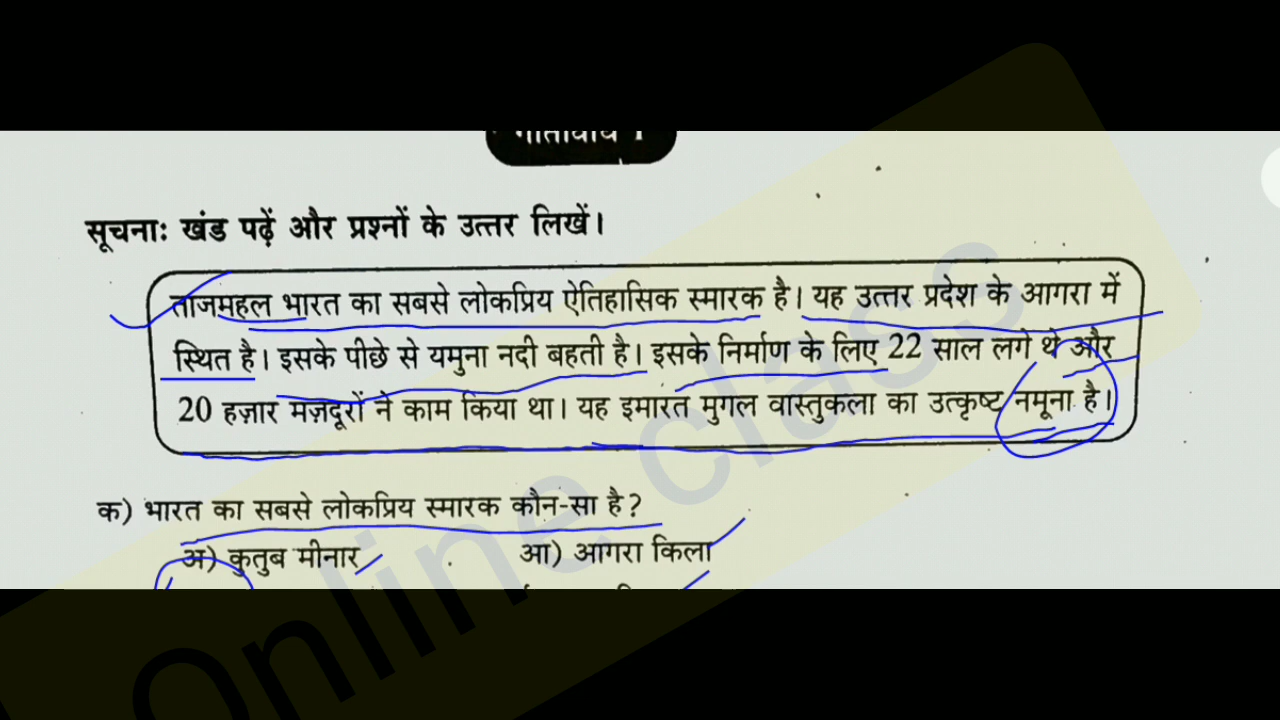 सूचनाः खंड पढ़ें और प्रश्नों के उत्तर लिखें।
ताजमहल भारत का सबसे लोकप्रिय ऐतिहासिक स्मारक है। यह उत्तर प्रदेश के आगरा में
स्थित है। इसके पीछे से यमुना नदी बहती है। इसके निर्माण के लिए 22 साल लगे थे और
20 हज़ार मज़दूरों ने काम किया था। यह इमारत मुगल वास्तुकला का उत्कृष्ट नमूना है।
क) भारत का सबसे लोकप्रिय स्मारक कौन-सा है?
अ) कुतुब मीनार आ) आगरा किला
Online class